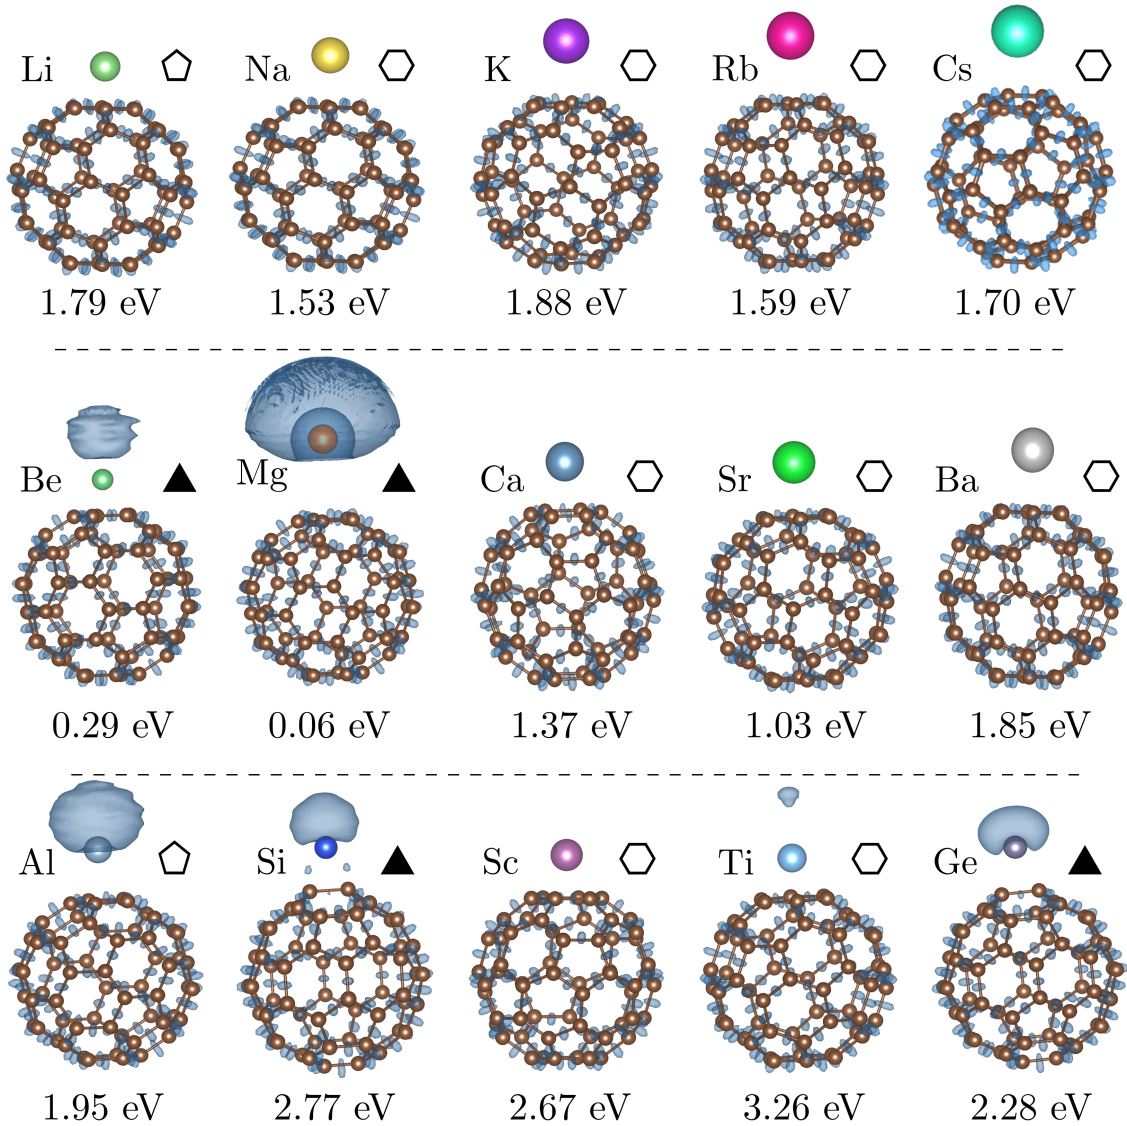 Li Na K Rb Cs
1.79 eV 1.53 eV 1.88 eV 1.59 eV 1.70 eV
Be Mg Ca Sr Ba
0.29 eV 0.06 eV 1.37 eV 1.03 eV 1.85 eV
Al Si Sc Ti Ge
1.95 eV 2.77 eV 2.67 eV 3.26 eV 2.28 eV